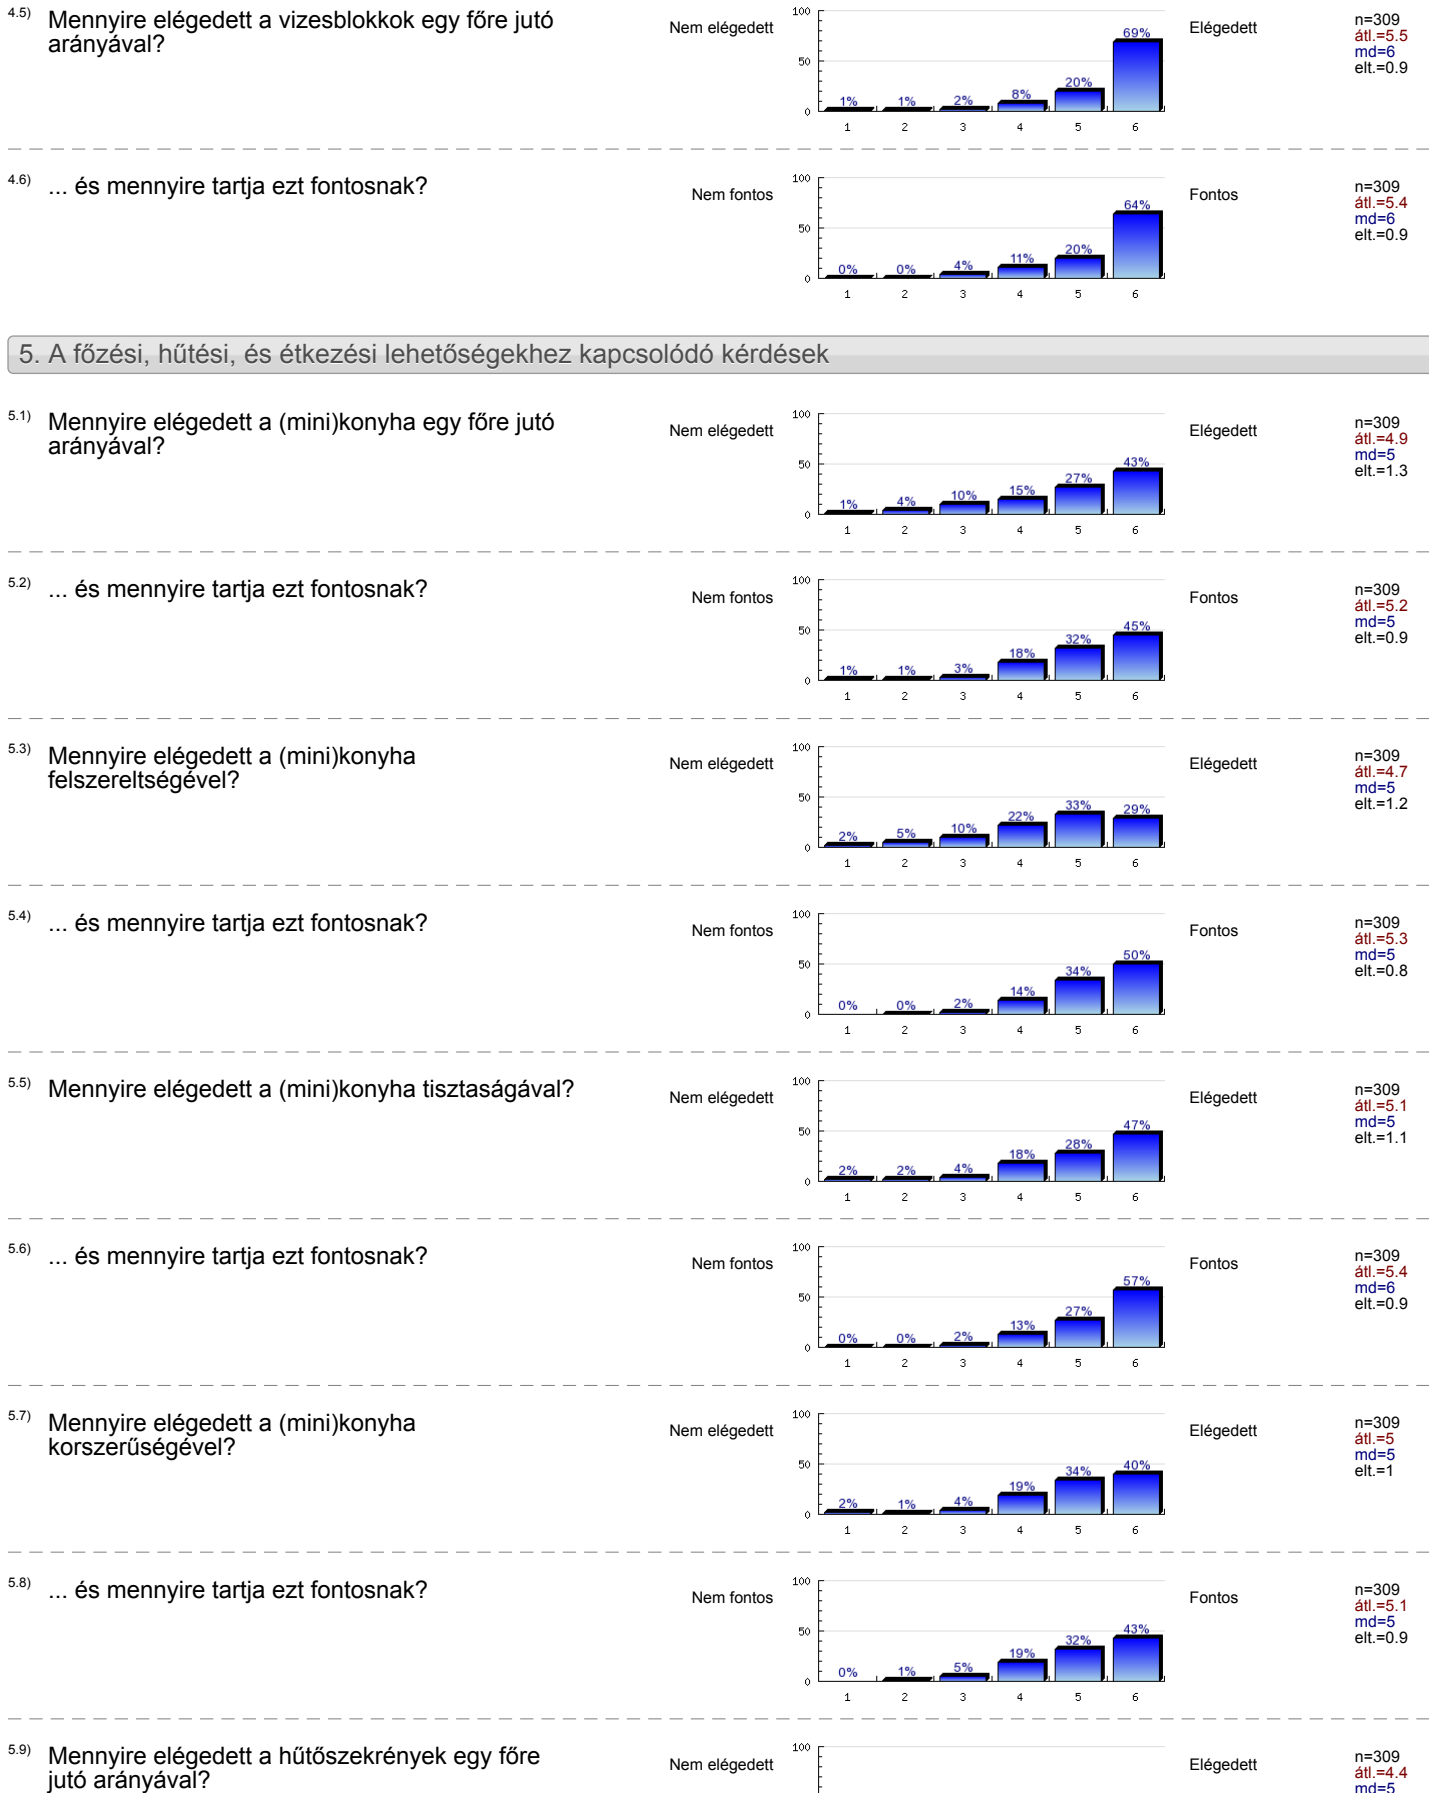 4.5) Mennyire elégedett a vizesblokkok egy főre jutó
arányával?
Nem elégedett
100
50
0
1% 1% 2% 8% 20% 69%
1 2 3 4 5 6
Elégedett
n=309
átl.=5.5
md=6
elt.=0.9
4.6) ... és mennyire tartja ezt fontosnak?
Nem fontos
100
50
0
0% 0% 4% 11% 20% 64%
1 2 3 4 5 6
Fontos
n=309
átl.=5.4
md=6
elt.=0.9
5. A főzési, hűtési, és étkezési lehetőségekhez kapcsolódó kérdések
5.1) Mennyire elégedett a (mini)konyha egy főre jutó
arányával?
Nem elégedett
100
50
0
1% 4% 10% 15% 27% 43%
1 2 3 4 5 6
Elégedett
n=309
átl.=4.9
md=5
elt.=1.3
5.2) ... és mennyire tartja ezt fontosnak?
Nem fontos
100
50
0
1% 1% 3% 18% 32% 45%
1 2 3 4 5 6
Fontos
n=309
átl.=5.2
md=5
elt.=0.9
5.3) Mennyire elégedett a (mini)konyha
felszereltségével?
Nem elégedett
100
50
0
2% 5% 10% 22% 33% 29%
1 2 3 4 5 6
Elégedett
n=309
átl.=4.7
md=5
elt.=1.2
5.4) ... és mennyire tartja ezt fontosnak?
Nem fontos
100
50
0
0% 0% 2% 14% 34% 50%
1 2 3 4 5 6
Fontos
n=309
átl.=5.3
md=5
elt.=0.8
5.5) Mennyire elégedett a (mini)konyha tisztaságával?
Nem elégedett
100
50
0
2% 2% 4% 18% 28% 47%
1 2 3 4 5 6
Elégedett
n=309
átl.=5.1
md=5
elt.=1.1
5.6) ... és mennyire tartja ezt fontosnak?
Nem fontos
100
50
0
0% 0% 2% 13% 27% 57%
1 2 3 4 5 6
Fontos
n=309
átl.=5.4
md=6
elt.=0.9
5.7) Mennyire elégedett a (mini)konyha
korszerűségével?
Nem elégedett
100
50
0
2% 1% 4% 19% 34% 40%
1 2 3 4 5 6
Elégedett
n=309
átl.=5
md=5
elt.=1
5.8) ... és mennyire tartja ezt fontosnak?
Nem fontos
100
50
0
0% 1% 5% 19% 32% 43%
1 2 3 4 5 6
Fontos
n=309
átl.=5.1
md=5
elt.=0.9
5.9) Mennyire elégedett a hűtőszekrények egy főre
jutó arányával?
Nem elégedett
100
Elégedett
n=309
átl.=4.4
md=5